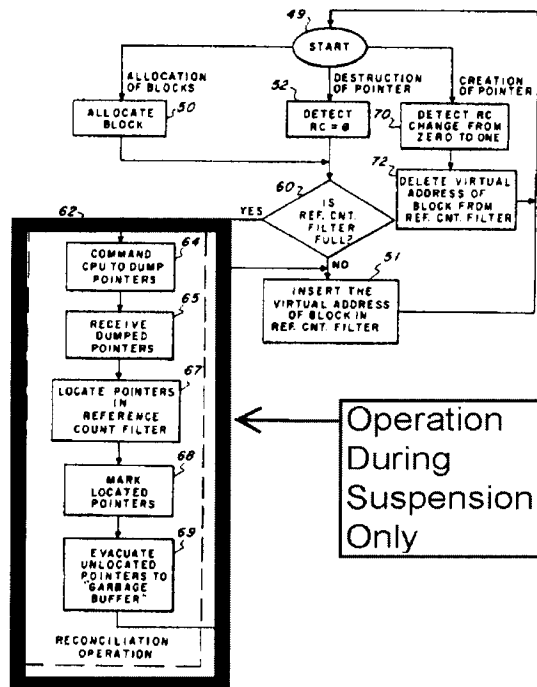 49
START
ALLOCATION
OF BLOCKS
50
ALLOCATE
BLOCK
52
DESTRUCTION
OF POINTER
DETECT
RC = 0
CREATION
OF POINTER
70
DETECT RC
CHANGE FROM
ZERO TO ONE
72
DELETE VIRTUAL
ADDRESS OF
BLOCK FROM
REF. CNT. FILTER
60
IS
REF. CNT.
FILTER
FULL?
YES
NO
62
51
INSERT THE
VIRTUAL ADDRESS
OF BLOCK IN
REF. CNT. FILTER
64
COMMAND
CPU TO DUMP
POINTERS
65
RECEIVE
DUMPED
POINTERS
67
LOCATE POINTERS
IN
REFERENCE
COUNT FILTER
68
MARK
LOCATED
POINTERS
69
EVACUATE
UNLOCATED
POINTERS TO
"GARBAGE
BUFFER"
RECONCILIATION
OPERATION
Operation
During
Suspension
Only